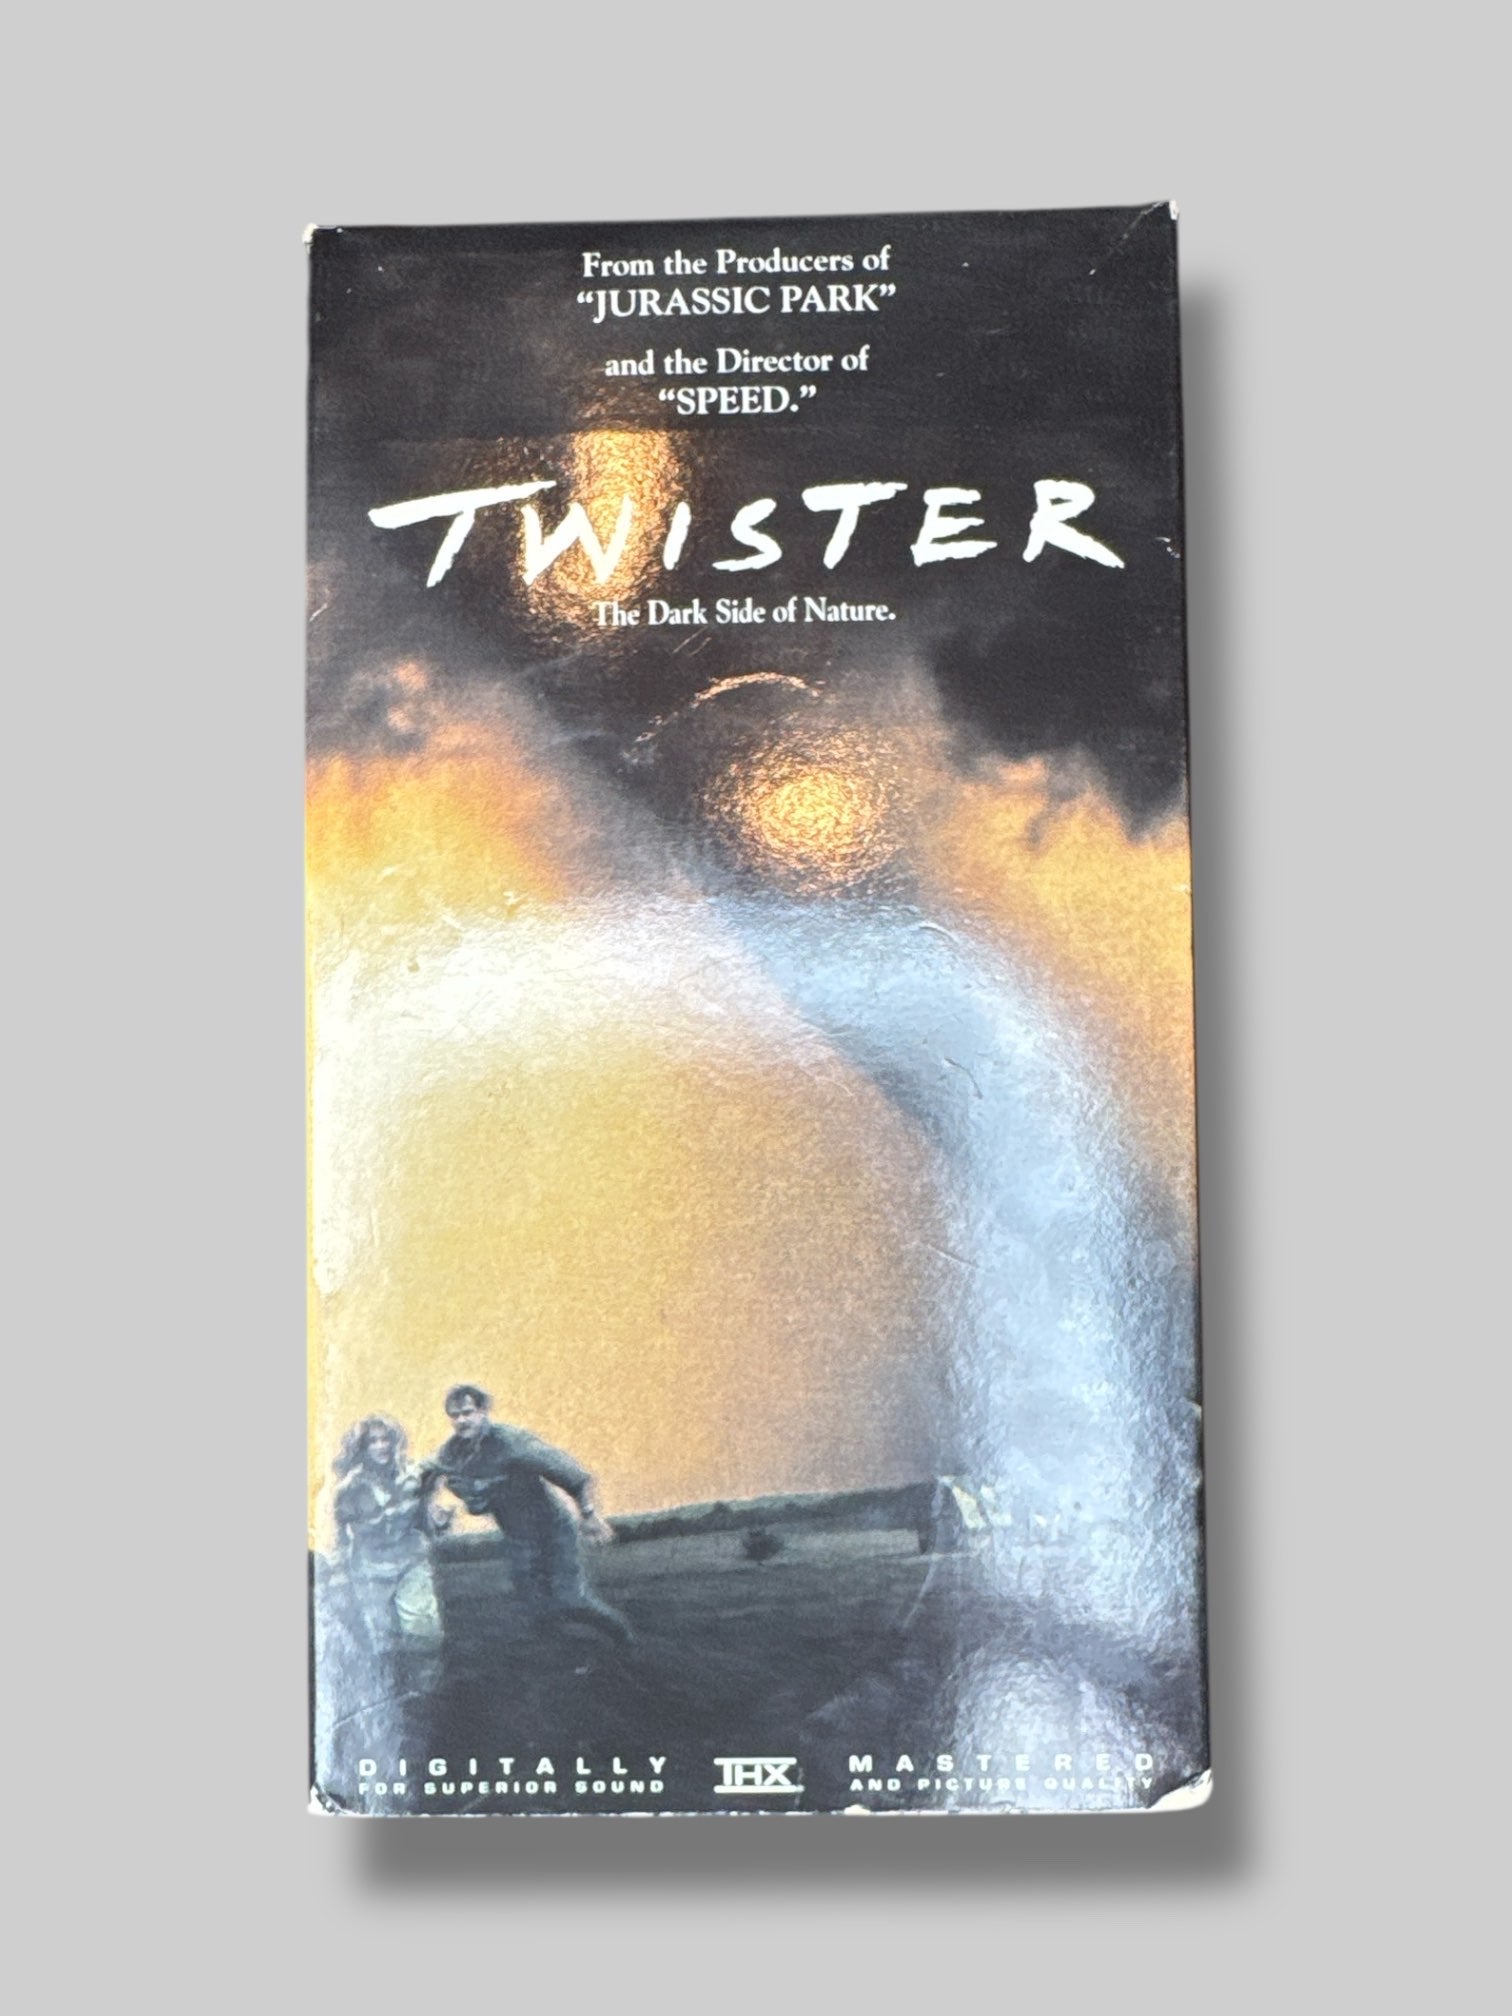 From the Producers of
“JURASSIC PARK”
and the Director of
“SPEED.”
TWISTER
The Dark Side of Nature.
DIGITALLY THX MASTERED
FOR SUPERIOR SOUND AND PICTURE QUALITY